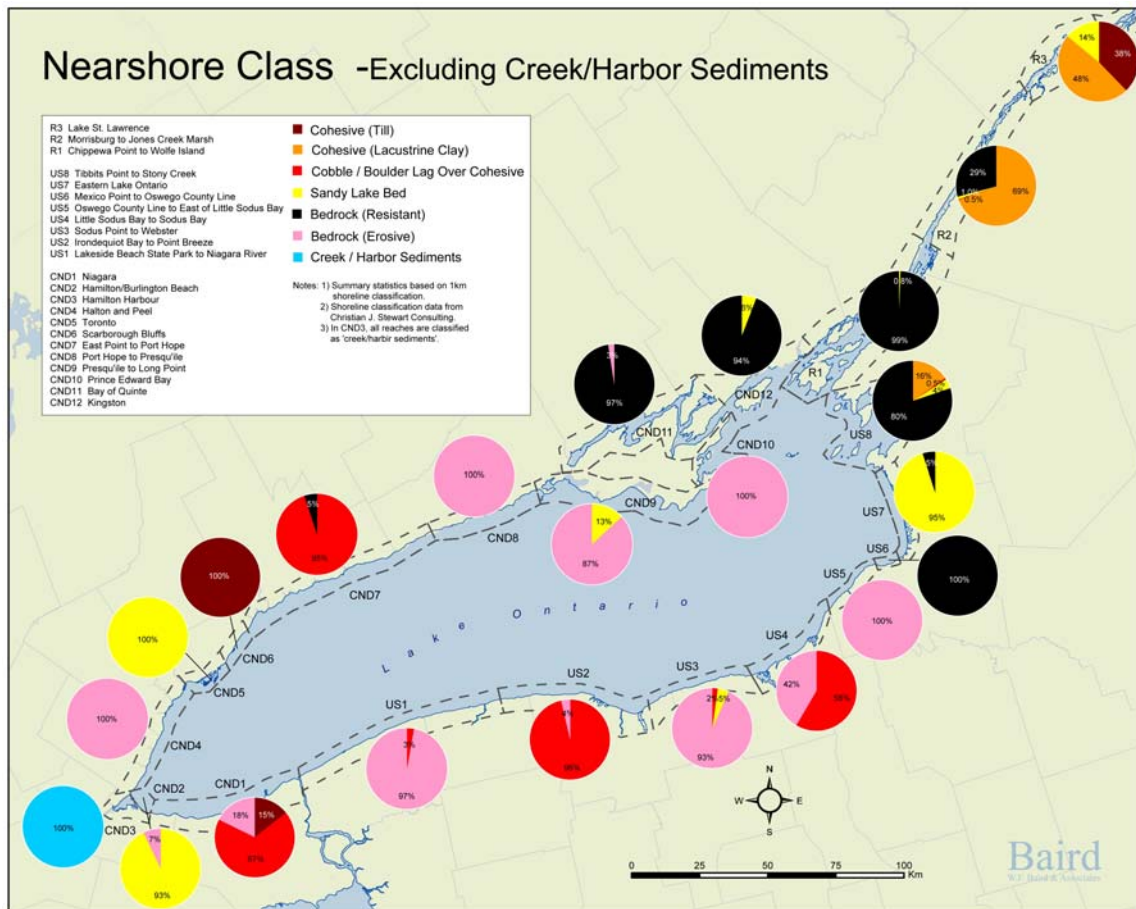 Nearshore Class -Excluding Creek/Harbor Sediments
R3 Lake St. Lawrence
R2 Morrisburg to Jones Creek Marsh
R1 Chippewa Point to Wolfe Island
US8 Tibbits Point to Stony Creek
US7 Eastern Lake Ontario
US6 Mexico Point to Oswego County Line
US5 Oswego County Line to East of Little Sodus Bay
US4 Little Sodus Bay to Sodus Bay
US3 Sodus Point to Webster
US2 Irondequiot Bay to Point Breeze
US1 Lakeside Beach State Park to Niagara River
CND1 Niagara
CND2 Hamilton/Burlington Beach
CND3 Hamilton Harbour
CND4 Halton and Peel
CND5 Toronto
CND6 Scarborough Bluffs
CND7 East Point to Port Hope
CND8 Port Hope to Presqu'ile
CND9 Presqu'ile to Long Point
CND10 Prince Edward Bay
CND11 Bay of Quinte
CND12 Kingston
Cohesive (Till)
Cohesive (Lacustrine Clay)
Cobble / Boulder Lag Over Cohesive
Sandy Lake Bed
Bedrock (Resistant)
Bedrock (Erosive)
Creek / Harbor Sediments
Notes: 1) Summary statistics based on 1km
shoreline classification.
2) Shoreline classification data from
Christian J. Stewart Consulting.
3) In CND3, all reaches are classified
as 'creek/harbir sediments'.
14%
38%
48%
R3
29%
1.0%
0.5%
69%
R2
0.8%
99%
94%
R1
3%
97%
16%
0.5%
4%
80%
CND12
CND11
CND10
US8
100%
100%
5%
95%
US7
CND9
13%
87%
5%
95%
CND8
US6
100%
CND7
US5
100%
100%
Lake Ontario
US4
100%
CND6
CND5
US3
US2
42%
58%
100%
US1
2%
5%
93%
CND4
4%
96%
3%
97%
CND2
CND1
N
W E
S
100%
CND3
18%
15%
67%
7%
93%
0 25 50 75 100
Km
Baird
W.F. Baird & Associates